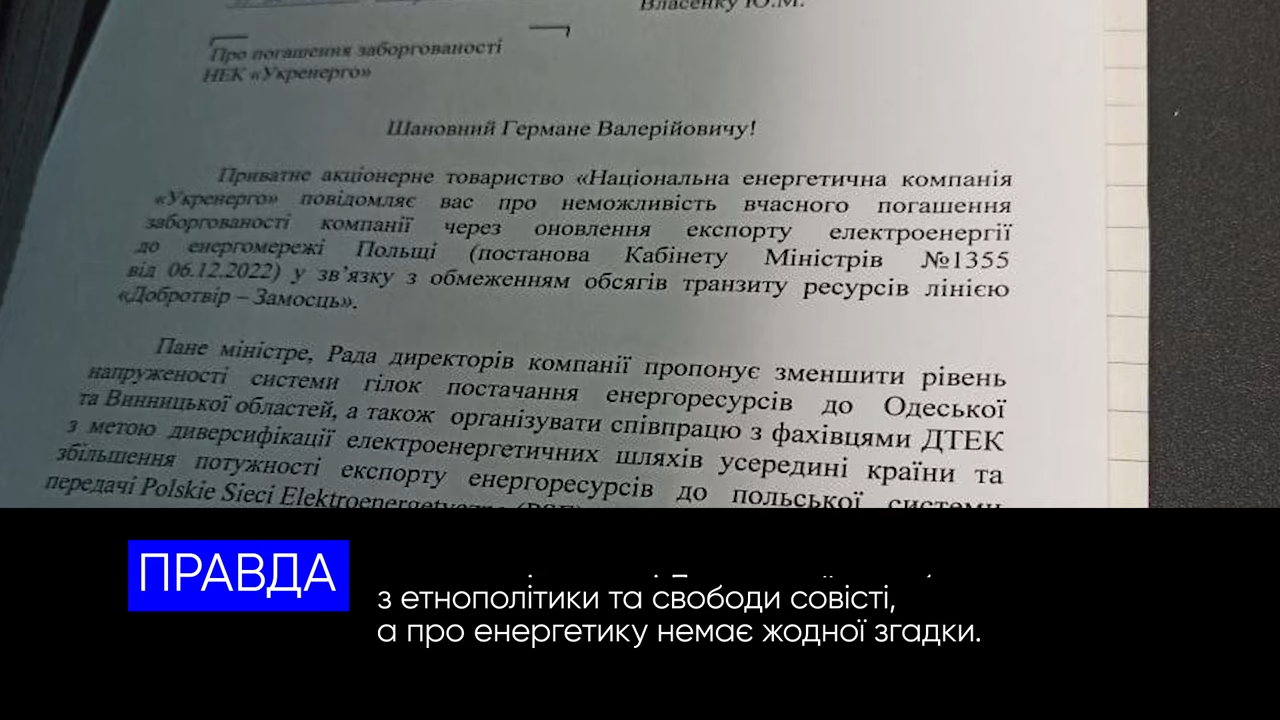 Власенку Ю.М.
Про погашення заборгованості
НЕК «Укренерго»
Шановний Германе Валерійовичу!
Приватне акціонерне товариство «Національна енергетична компанія
«Укренерго» повідомляє вас про неможливість вчасного погашення
заборгованості компанії через оновлення експорту електроенергії
до енергомережі Польщі (постанова Кабінету Міністрів №1355
від 06.12.2022) у зв’язку з обмеженням обсягів транзиту ресурсів лінією
«Добротвір – Замосць».
Пане міністре, Рада директорів компанії пропонує зменшити рівень
напруженості системи гілок постачання енергоресурсів до Одеської
та Винницької областей, а також організувати співпрацю з фахівцями ДТЕК
з метою диверсифікації електроенергетичних шляхів усередині країни та
збільшення потужності експорту енергоресурсів до польської системи
передачі Polskie Sieci
ПРАВДА
з етнополітики та свободи совісті,
а про енергетику немає жодної згадки.